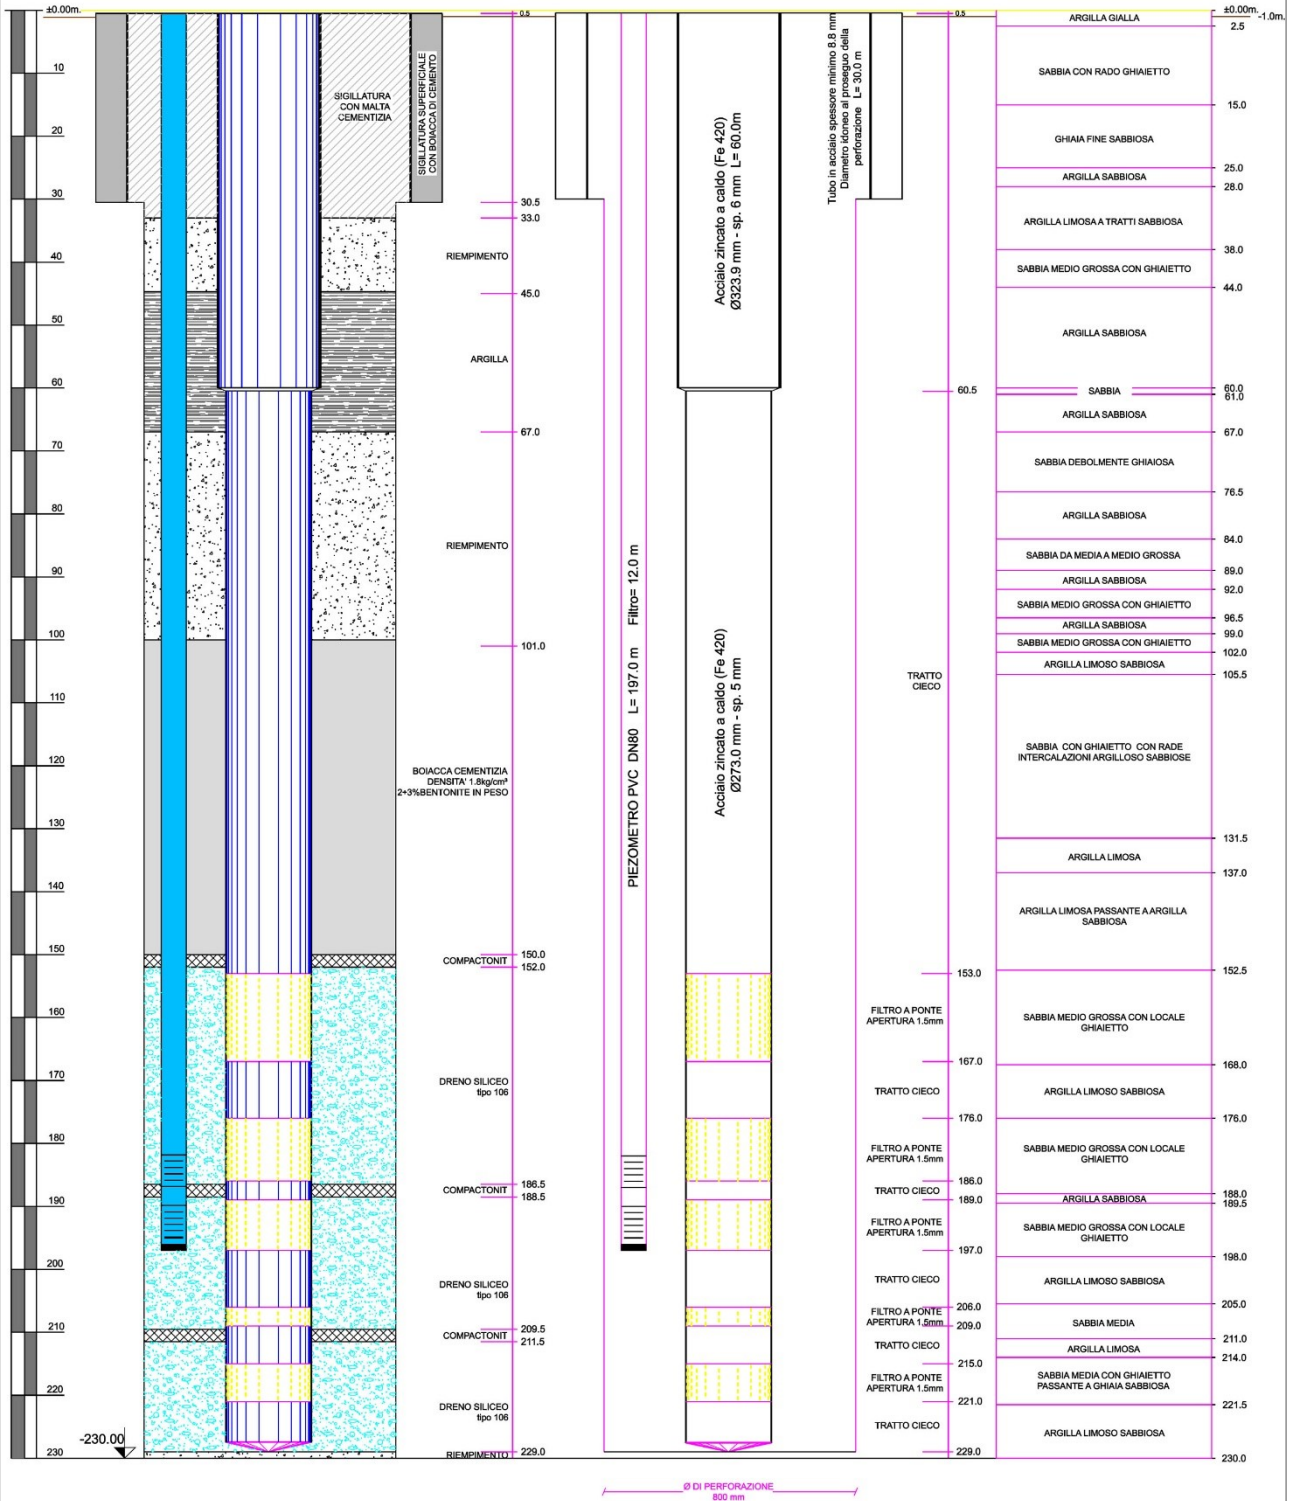 ±0.00m.
10
20
30
40
50
60
70
80
90
100
110
120
130
140
150
160
170
180
190
200
210
220
230
-230.00
SIGILLATURA
CON MALTA
CEMENTIZIA
SIGILLATURA SUPERFICIALE
CON BOIACCA DI CEMENTO
RIEMPIMENTO
ARGILLA
RIEMPIMENTO
BOIACCA CEMENTIZIA
DENSITA' 1.8kg/cm³
2+3%BENTONITE IN PESO
COMPACTONIT
DRENO SILICEO
tipo 106
COMPACTONIT
DRENO SILICEO
tipo 106
COMPACTONIT
DRENO SILICEO
tipo 106
RIEMPIMENTO
0.5
30.5
33.0
45.0
67.0
101.0
150.0
152.0
186.5
188.5
209.5
211.5
229.0
PIEZOMETRO PVC DN80 L= 197.0 m Filtro= 12.0 m
Acciaio zincato a caldo (Fe 420)
Ø323.9 mm - sp. 6 mm L= 60.0m
Acciaio zincato a caldo (Fe 420)
Ø273.0 mm - sp. 5 mm
Tubo in acciaio spessore minimo 8.8 mm
Diametro idoneo al proseguo della
perforazione L= 30.0 m
Ø DI PERFORAZIONE
800 mm
TRATTO
CIECO
FILTRO A PONTE
APERTURA 1.5mm
TRATTO CIECO
FILTRO A PONTE
APERTURA 1.5mm
TRATTO CIECO
FILTRO A PONTE
APERTURA 1.5mm
TRATTO CIECO
FILTRO A PONTE
APERTURA 1.5mm
TRATTO CIECO
FILTRO A PONTE
APERTURA 1.5mm
TRATTO CIECO
0.5
60.5
153.0
167.0
176.0
186.0
189.0
197.0
206.0
209.0
215.0
221.0
229.0
ARGILLA GIALLA
SABBIA CON RADO GHIAIETTO
GHIAIA FINE SABBIOSA
ARGILLA SABBIOSA
ARGILLA LIMOSA A TRATTI SABBIOSA
SABBIA MEDIO GROSSA CON GHIAIETTO
ARGILLA SABBIOSA
SABBIA
ARGILLA SABBIOSA
SABBIA DEBOLMENTE GHIAIOSA
ARGILLA SABBIOSA
SABBIA DA MEDIA A MEDIO GROSSA
ARGILLA SABBIOSA
SABBIA MEDIO GROSSA CON GHIAIETTO
ARGILLA SABBIOSA
SABBIA MEDIO GROSSA CON GHIAIETTO
ARGILLA LIMOSO SABBIOSA
SABBIA CON GHIAIETTO CON RADE
INTERCALAZIONI ARGILLOSO SABBIOSE
ARGILLA LIMOSA
ARGILLA LIMOSA PASSANTE A ARGILLA
SABBIOSA
SABBIA MEDIO GROSSA CON LOCALE
GHIAIETTO
ARGILLA LIMOSO SABBIOSA
SABBIA MEDIO GROSSA CON LOCALE
GHIAIETTO
ARGILLA SABBIOSA
SABBIA MEDIO GROSSA CON LOCALE
GHIAIETTO
ARGILLA LIMOSO SABBIOSA
SABBIA MEDIA
ARGILLA LIMOSA
SABBIA MEDIA CON GHIAIETTO
PASSANTE A GHIAIA SABBIOSA
ARGILLA LIMOSO SABBIOSA
±0.00m.
-1.0m.
2.5
15.0
25.0
28.0
38.0
44.0
60.0
61.0
67.0
76.5
84.0
89.0
92.0
96.5
99.0
102.0
105.5
131.5
137.0
152.5
168.0
176.0
188.0
189.5
198.0
205.0
211.0
214.0
221.5
230.0